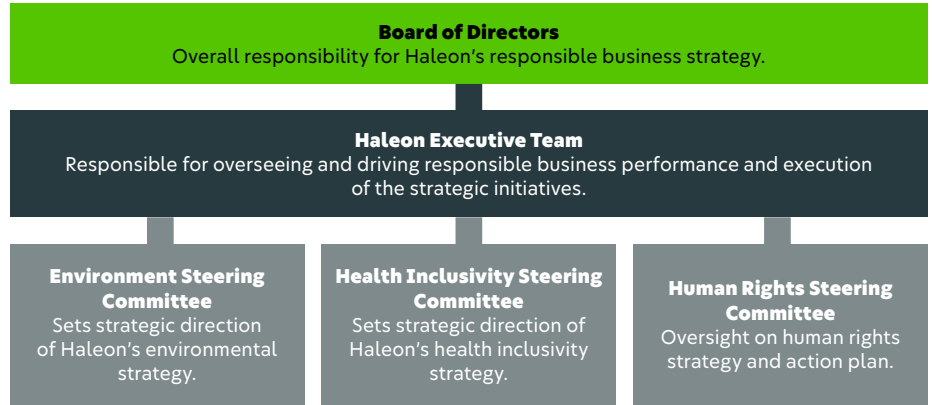 Board of Directors
Overall responsibility for Haleon’s responsible business strategy.
Haleon Executive Team
Responsible for overseeing and driving responsible business performance and execution
of the strategic initiatives.
Environment Steering
Committee
Sets strategic direction
of Haleon’s environmental
strategy.
Health Inclusivity Steering
Committee
Sets strategic direction of
Haleon’s health inclusivity
strategy.
Human Rights Steering
Committee
Oversight on human rights
strategy and action plan.